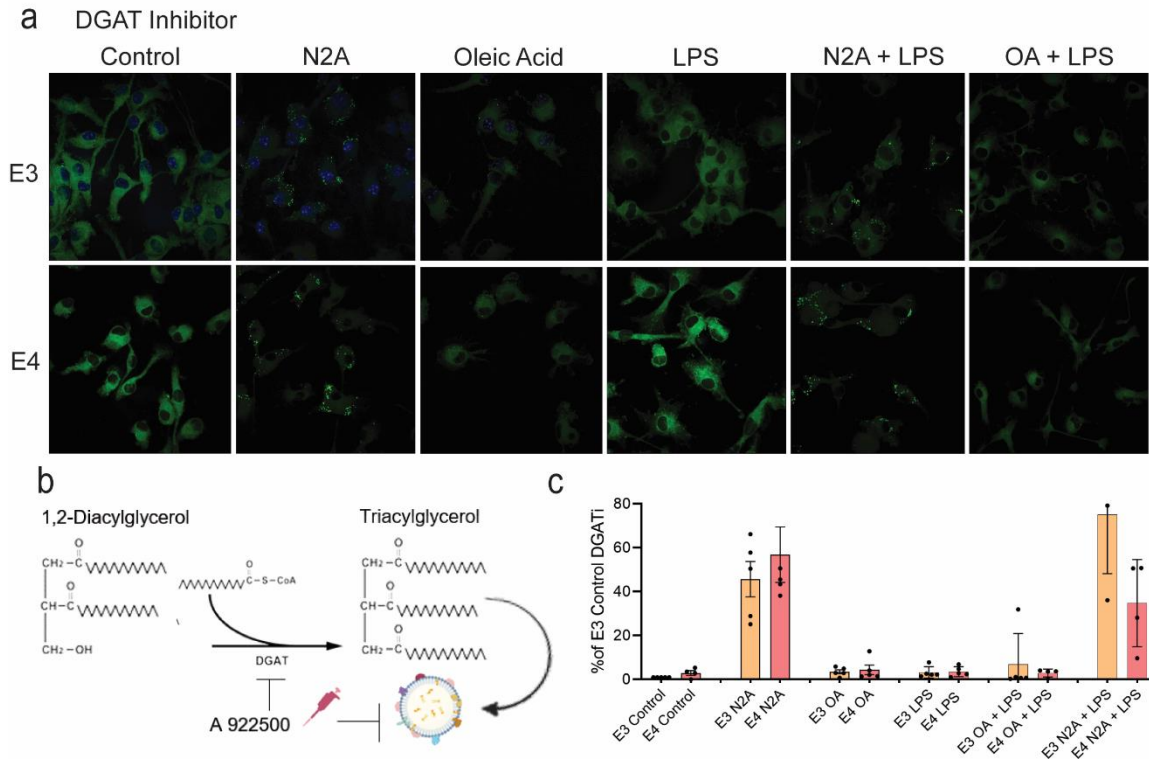 a DGAT Inhibitor
Control N2A Oleic Acid LPS N2A + LPS OA + LPS
E3
E4
b
1,2-Diacylglycerol Triacylglycerol
O O
CH₂ – C C–S–CoA CH₂ – C
O O
CH – C CH – C
O
CH₂–OH DGAT CH₂ – C
A 922500
c
% of E3 Control DGATi
80
60
40
20
0
E3 Control
E4 Control
E3 N2A
E4 N2A
E3 OA
E4 OA
E3 LPS
E4 LPS
E3 OA + LPS
E4 OA + LPS
E3 N2A + LPS
E4 N2A + LPS